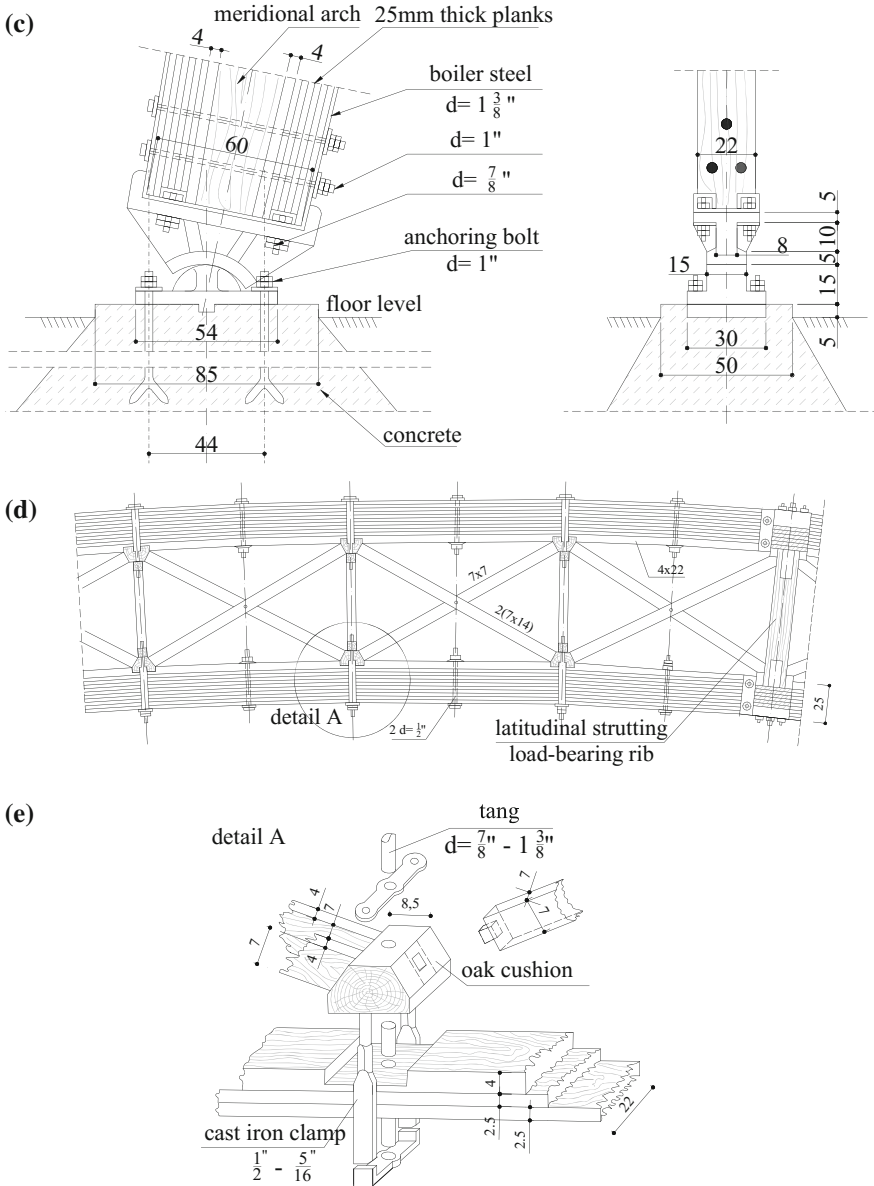 (c)
meridional arch
25mm thick planks
4
4
boiler steel
d= 1 3/8 "
d= 1"
60
d= 7/8 "
anchoring bolt
d= 1"
floor level
54
85
concrete
44
22
5
10
8
5
15
15
30
5
50
(d)
7x7
4x22
2(7x14)
detail A
2 d= 1/2"
latitudinal strutting
load-bearing rib
25
(e)
detail A
tang
d= 7/8" - 1 3/8"
4
7
7
4
8,5
7
7
oak cushion
4
2.5
2.5
22
cast iron clamp
1/2" - 5/16"